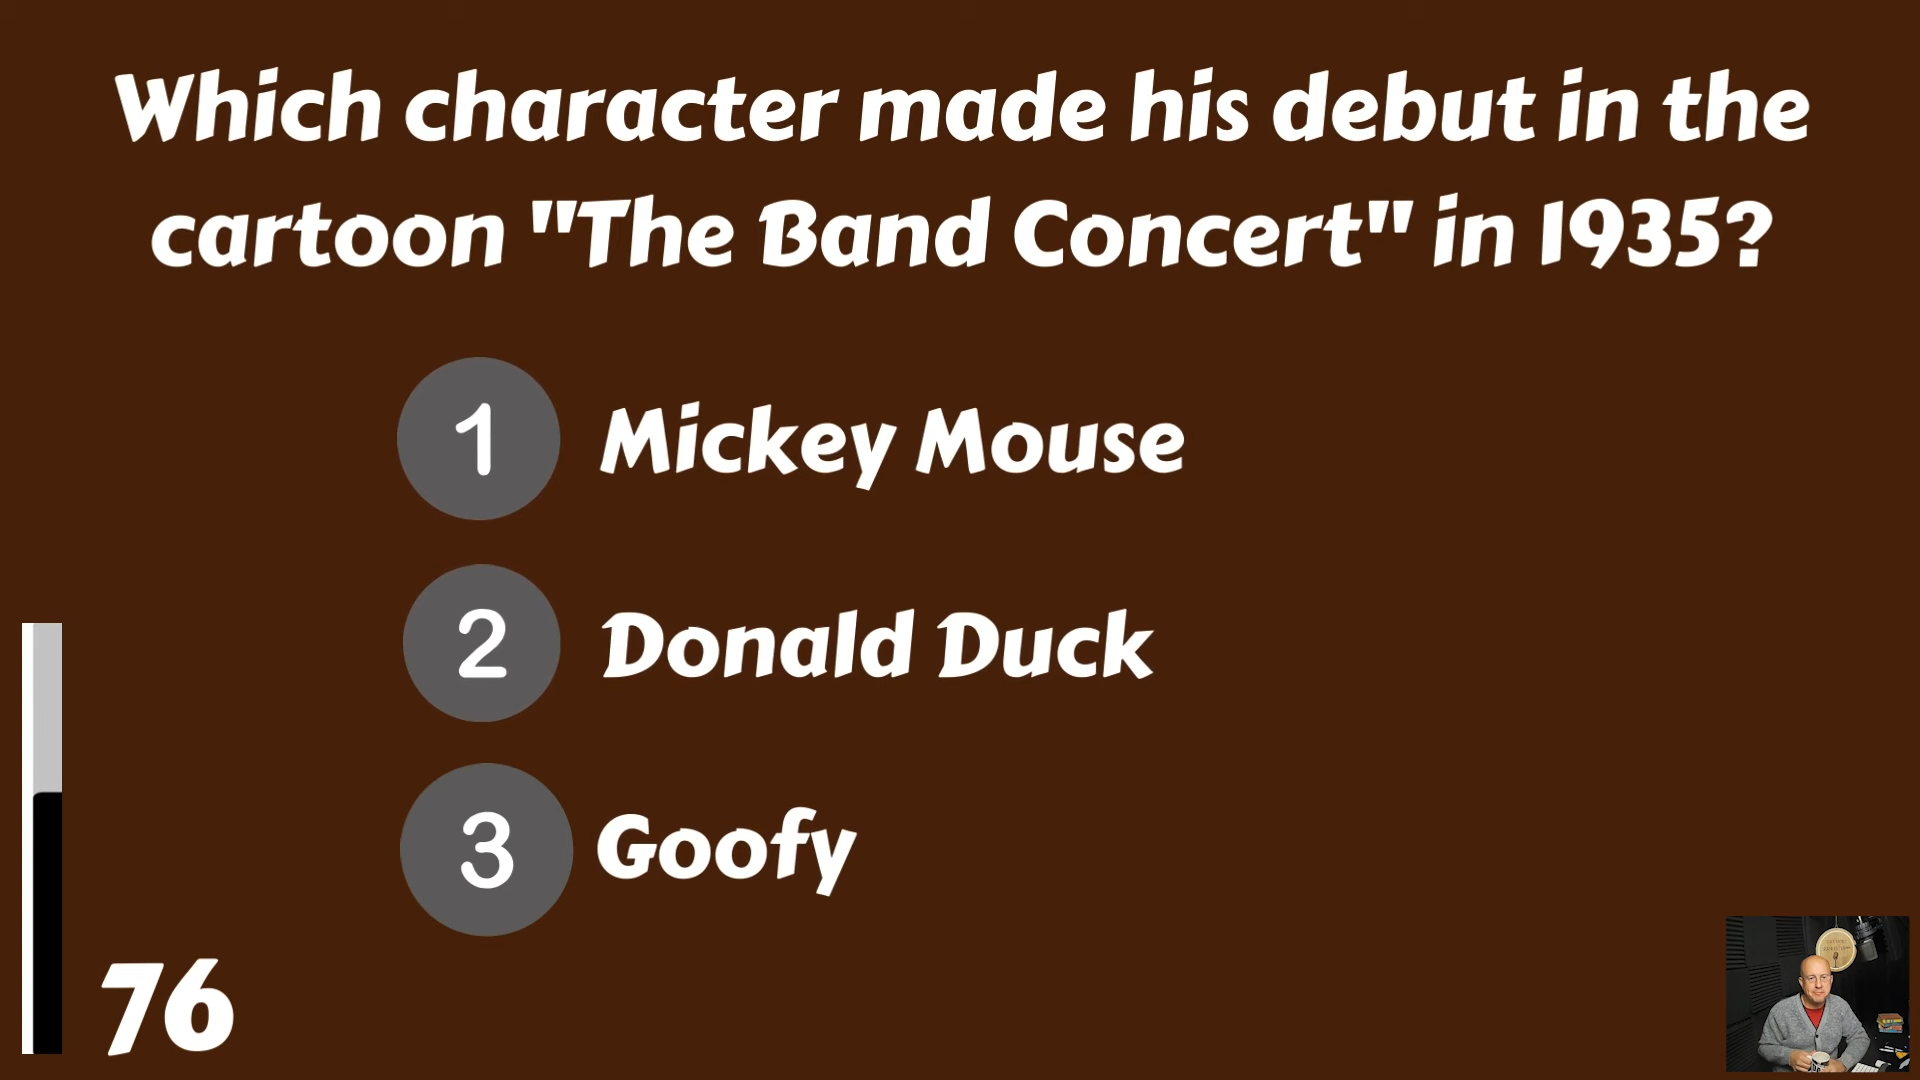 Which character made his debut in the
cartoon "The Band Concert" in 1935?
1 Mickey Mouse
2 Donald Duck
3 Goofy
76